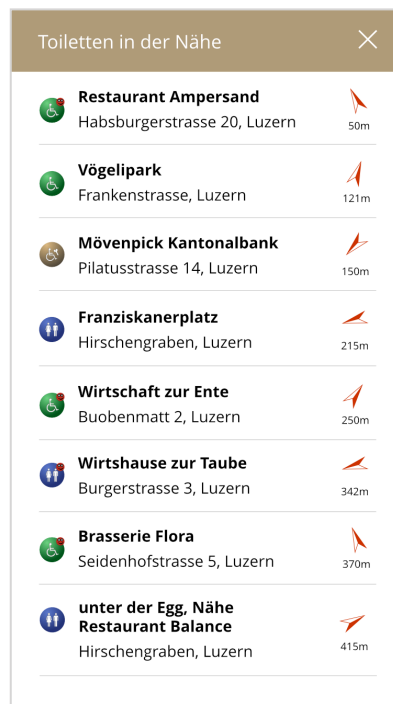 Toiletten in der Nähe
Restaurant Ampersand
Habsburgerstrasse 20, Luzern
50m
Vögelipark
Frankenstrasse, Luzern
121m
Mövenpick Kantonalbank
Pilatusstrasse 14, Luzern
150m
Franziskanerplatz
Hirschengraben, Luzern
215m
Wirtschaft zur Ente
Buobenmatt 2, Luzern
250m
Wirtshause zur Taube
Burgerstrasse 3, Luzern
342m
Brasserie Flora
Seidenhofstrasse 5, Luzern
370m
unter der Egg, Nähe
Restaurant Balance
Hirschengraben, Luzern
415m